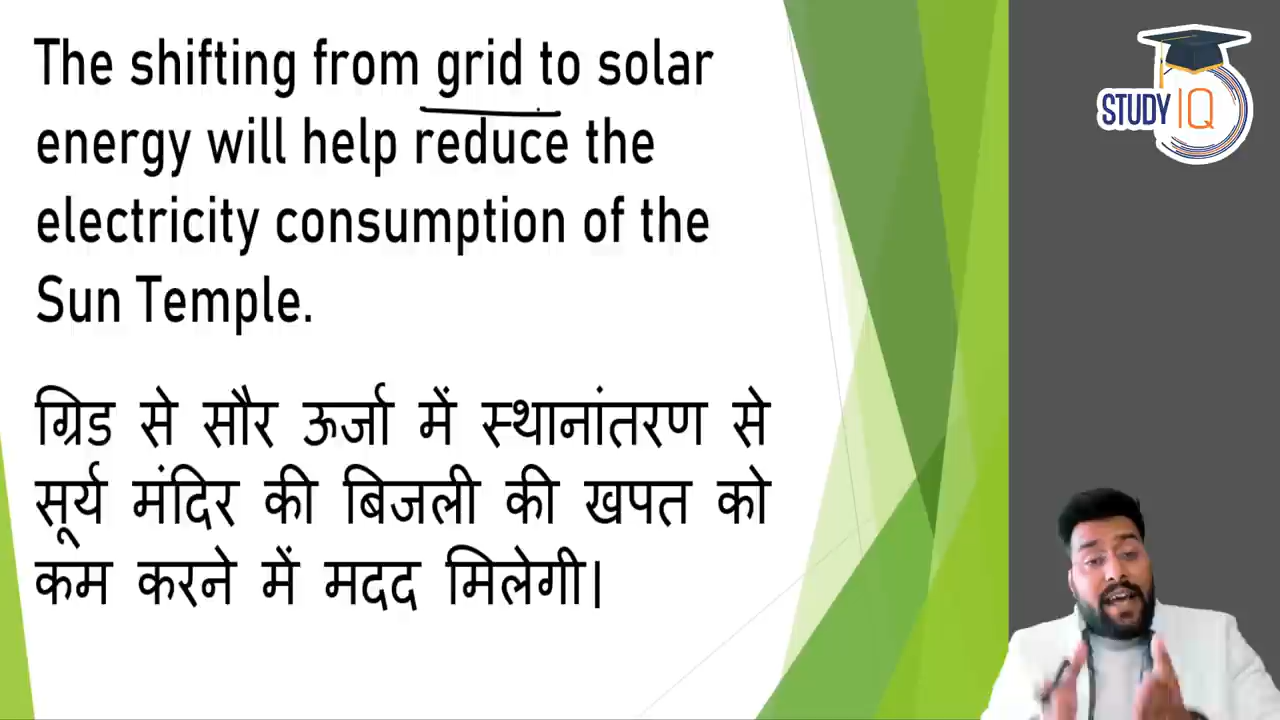 The shifting from grid to solar
energy will help reduce the
electricity consumption of the
Sun Temple.
ग्रिड से सौर ऊर्जा में स्थानांतरण से
सूर्य मंदिर की बिजली की खपत को
कम करने में मदद मिलेगी।
STUDY IQ